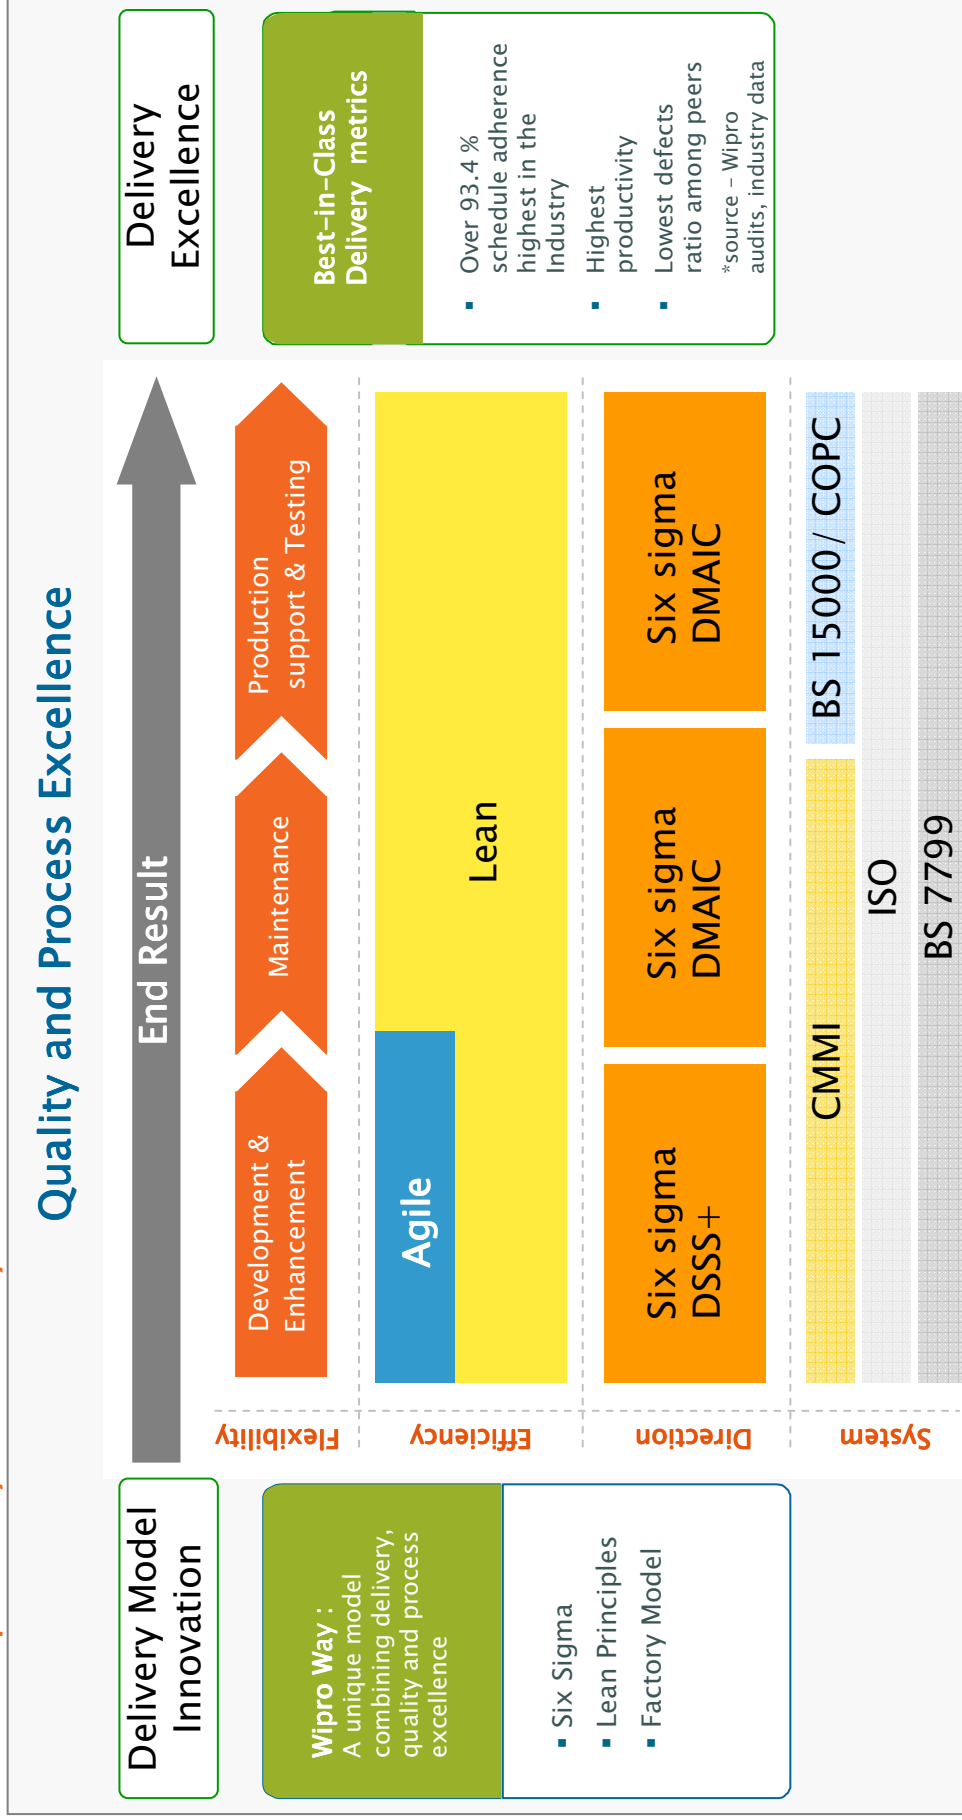 Quality and Process Excellence
Delivery Model
Innovation
Wipro Way :
A unique model
combining delivery,
quality and process
excellence
▪ Six Sigma
▪ Lean Principles
▪ Factory Model
End Result
Flexibility
Development &
Enhancement
Maintenance
Production
support & Testing
Efficiency
Agile
Lean
Direction
Six sigma
DSSS+
Six sigma
DMAIC
Six sigma
DMAIC
System
CMMI
BS 15000/ COPC
ISO
BS 7799
Delivery
Excellence
Best-in-Class
Delivery metrics
▪ Over 93.4 %
schedule adherence
highest in the
Industry
▪ Highest
productivity
▪ Lowest defects
ratio among peers
*source – Wipro
audits, industry data